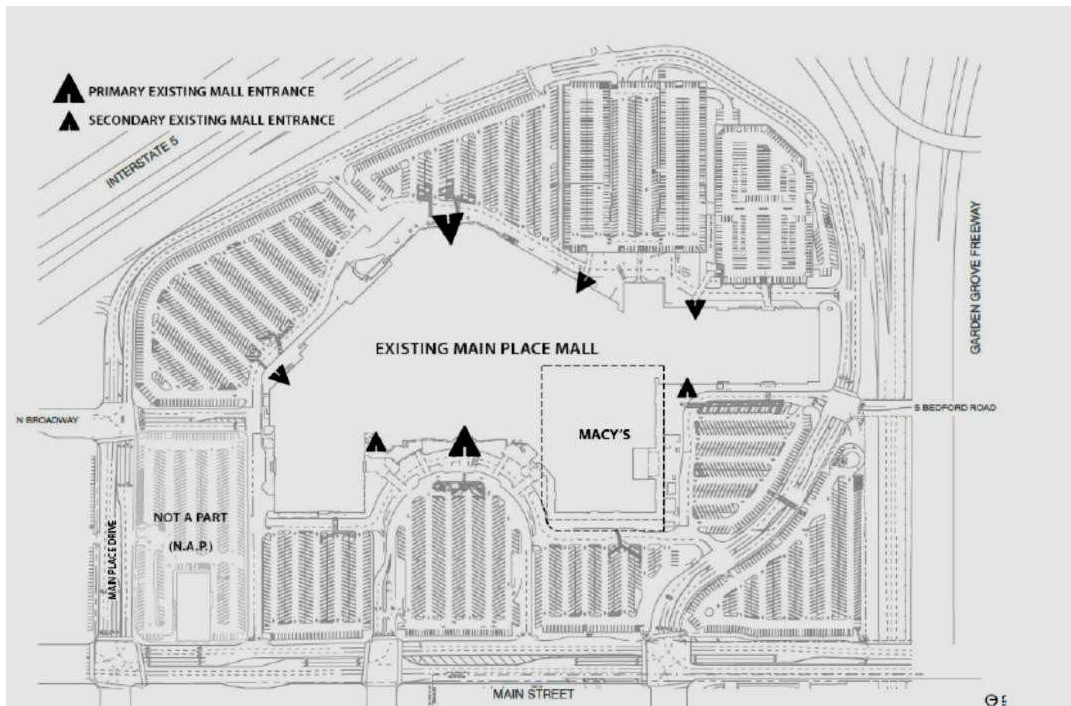 PRIMARY EXISTING MALL ENTRANCE
SECONDARY EXISTING MALL ENTRANCE
INTERSTATE 5
GARDEN GROVE FREEWAY
EXISTING MAIN PLACE MALL
N BROADWAY
S BEDFORD ROAD
MACY'S
NOT A PART
(N.A.P.)
MAIN PLACE DRIVE
MAIN STREET